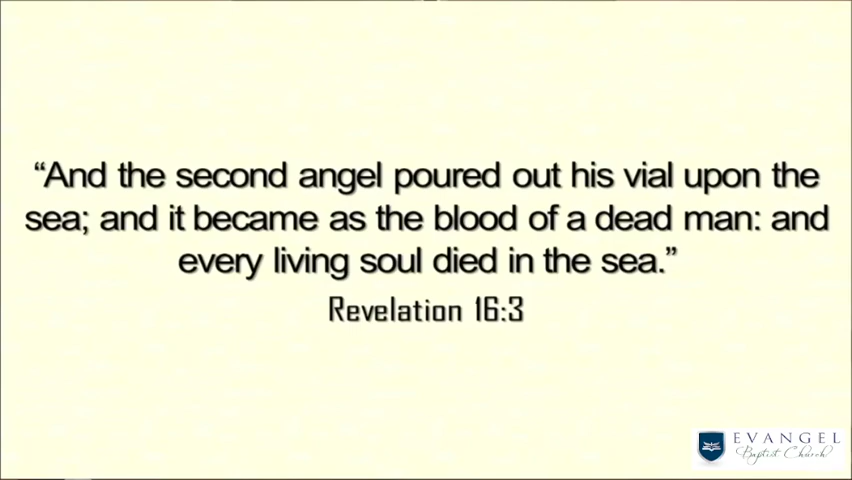 “And the second angel poured out his vial upon the
sea; and it became as the blood of a dead man: and
every living soul died in the sea.”
Revelation 16:3
EVANGEL
Baptist Church